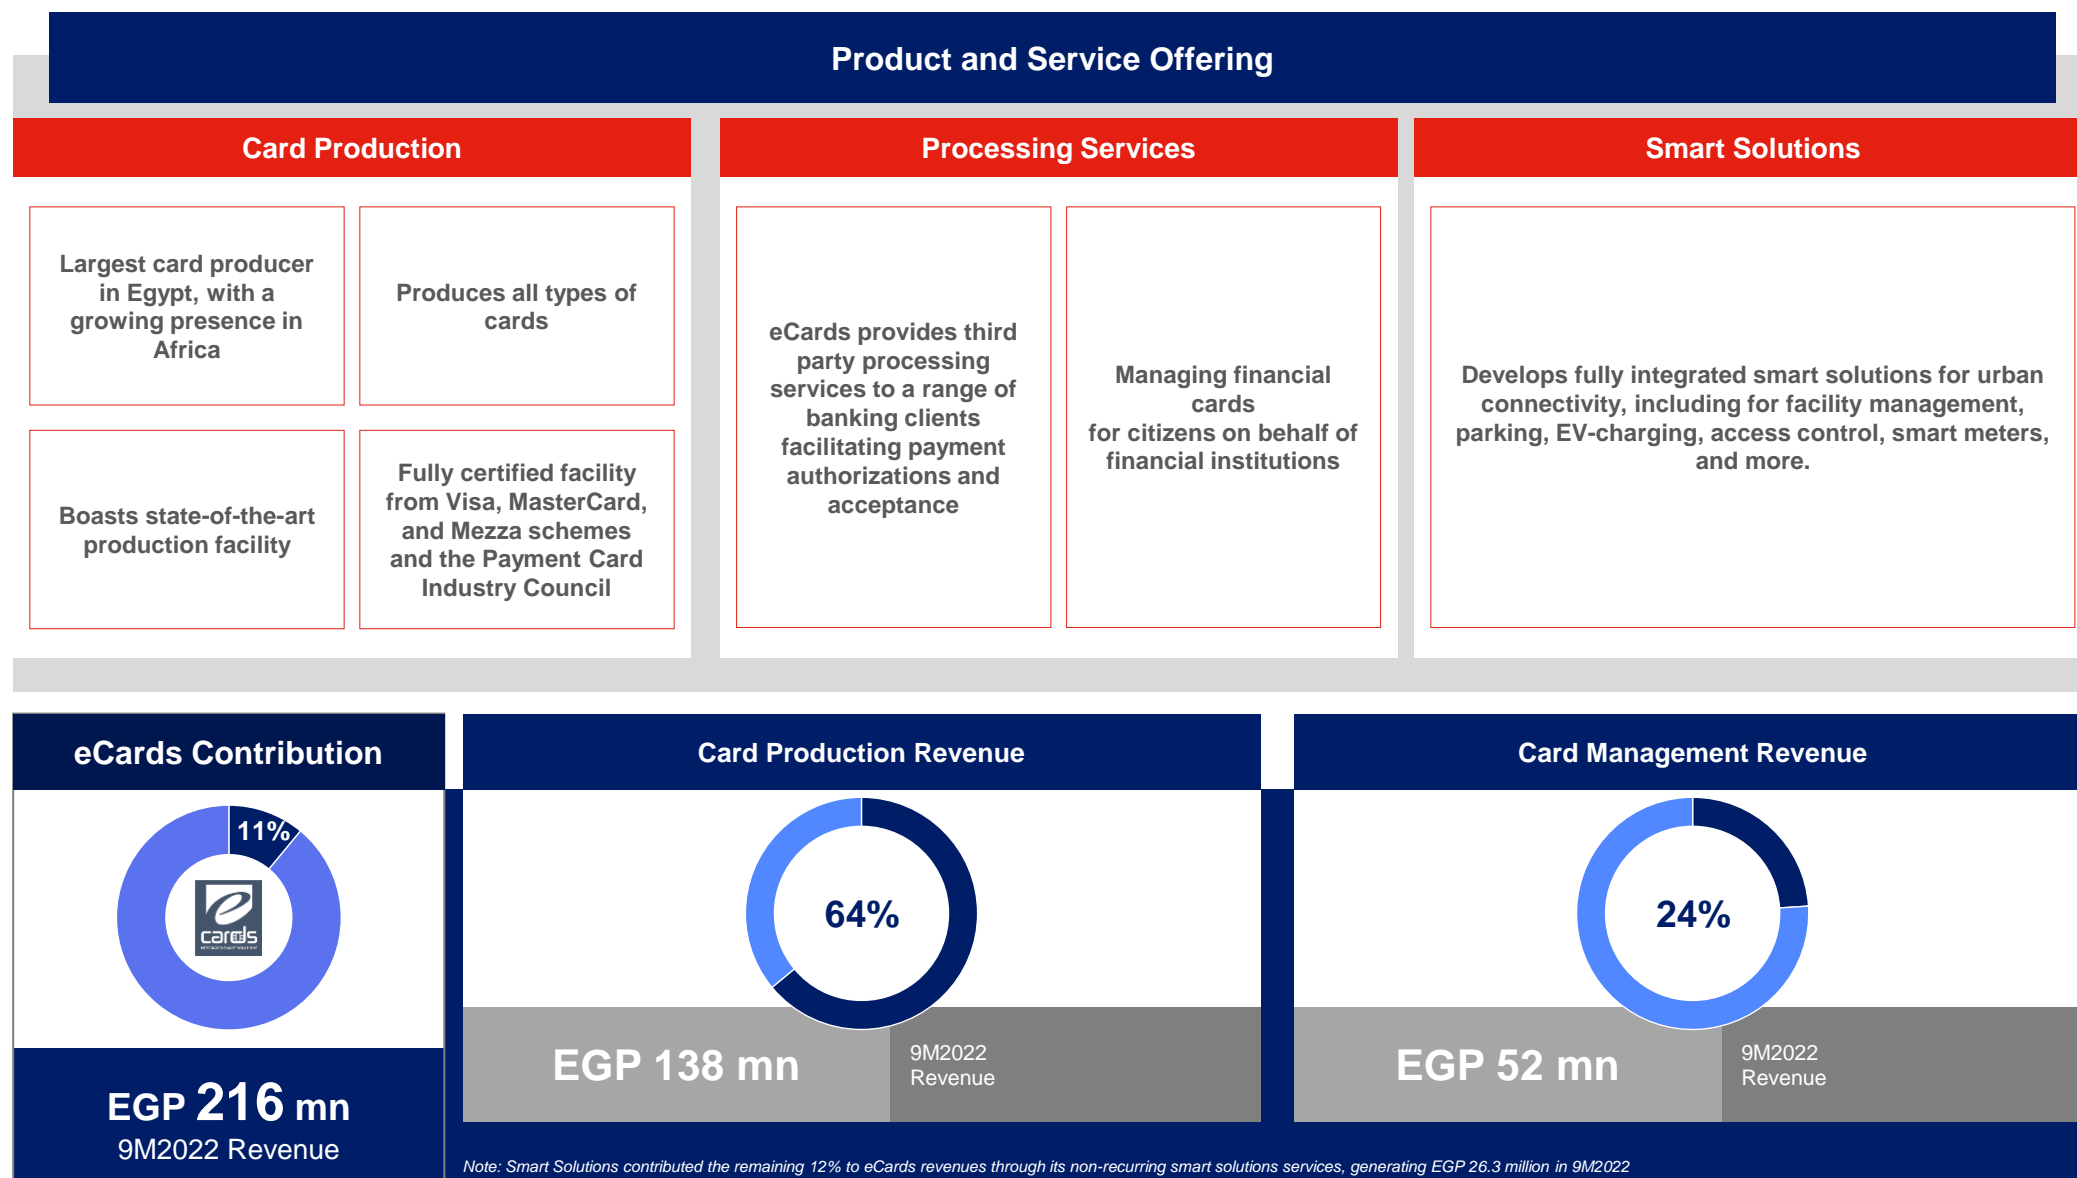 Product and Service Offering
Card Production
Largest card producer
in Egypt, with a
growing presence in
Africa
Produces all types of
cards
Boasts state-of-the-art
production facility
Fully certified facility
from Visa, MasterCard,
and Mezza schemes
and the Payment Card
Industry Council
Processing Services
eCards provides third
party processing
services to a range of
banking clients
facilitating payment
authorizations and
acceptance
Managing financial
cards
for citizens on behalf of
financial institutions
Smart Solutions
Develops fully integrated smart solutions for urban
connectivity, including for facility management,
parking, EV-charging, access control, smart meters,
and more.
eCards Contribution
11%
cards
EGP 216 mn
9M2022 Revenue
Card Production Revenue
64%
EGP 138 mn
9M2022
Revenue
Card Management Revenue
24%
EGP 52 mn
9M2022
Revenue
Note: Smart Solutions contributed the remaining 12% to eCards revenues through its non-recurring smart solutions services, generating EGP 26.3 million in 9M2022